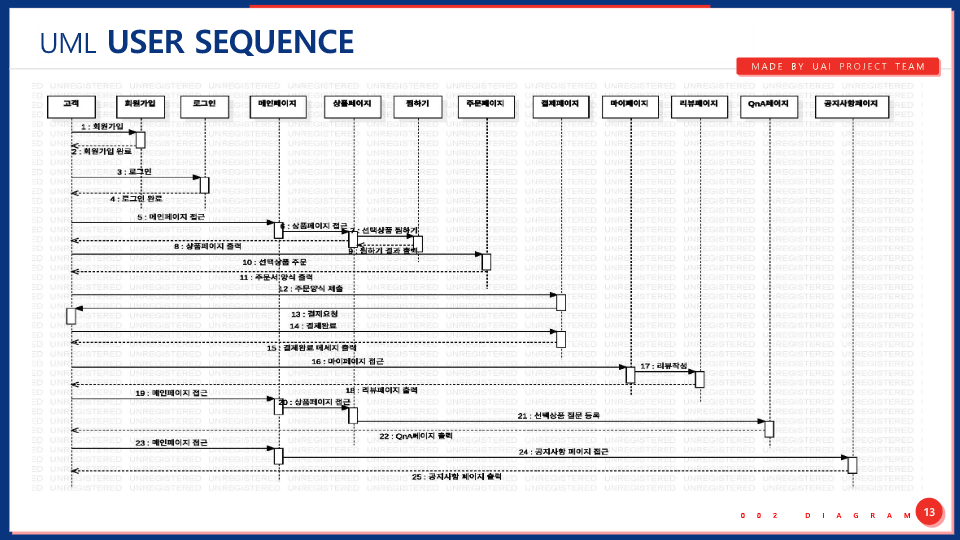 UML USER SEQUENCE
MADE BY UAI PROJECT TEAM
고객 회원가입 로그인 메인페이지 상품페이지 찜하기 주문페이지 결제페이지 마이페이지 리뷰페이지 QnA페이지 공지사항페이지
1 : 회원가입
2 : 회원가입 완료
3 : 로그인
4 : 로그인 완료
5 : 메인페이지 접근
6 : 상품페이지 접근
7 : 선택상품 찜하기
8 : 상품페이지 출력
9 : 찜하기 결과 출력
10 : 선택상품 주문
11 : 주문서 양식 출력
12 : 주문양식 제출
13 : 결제요청
14 : 결제완료
15 : 결제완료 메세지 출력
16 : 마이페이지 접근
17 : 리뷰작성
18 : 리뷰페이지 출력
19 : 메인페이지 접근
20 : 상품페이지 접근
21 : 선택상품 질문 등록
22 : QnA페이지 출력
23 : 메인페이지 접근
24 : 공지사항 페이지 접근
25 : 공지사항 페이지 출력
002 DIAGRAM
13